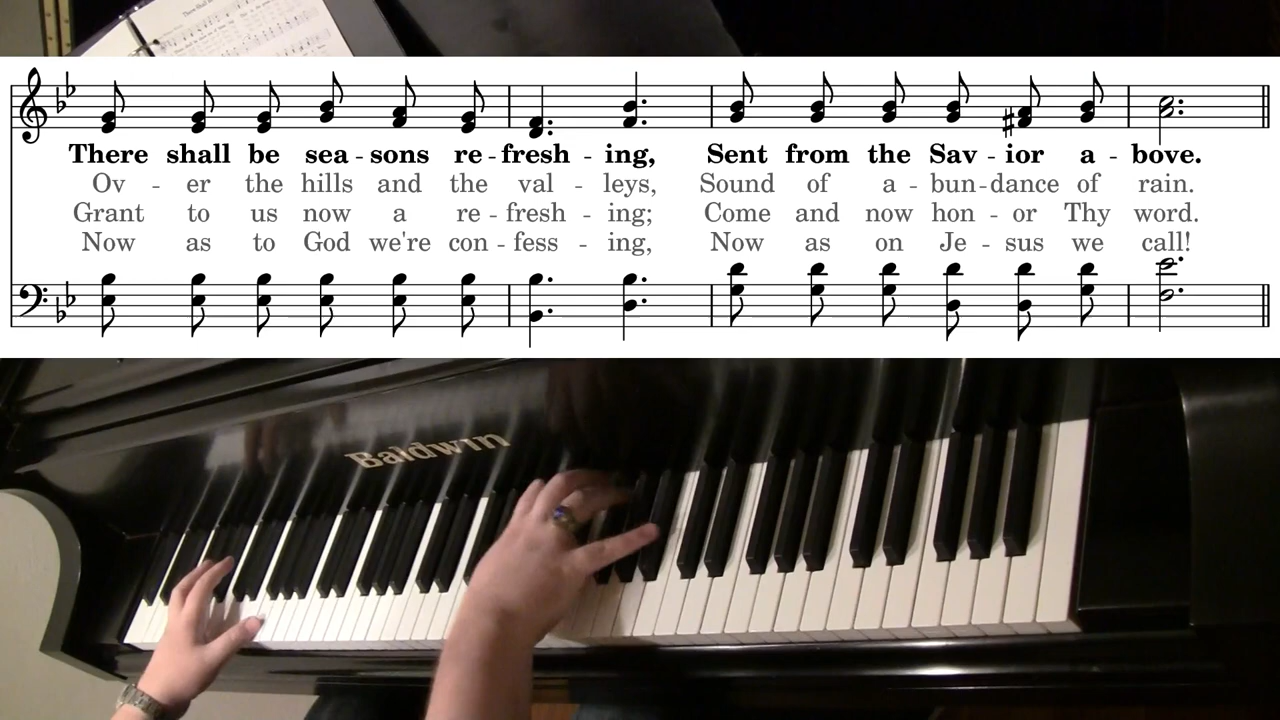 There Shall Be
There shall be sea - sons re - fresh - ing, Sent from the Sav - ior a - bove.
Ov - er the hills and the val - leys, Sound of a - bun - dance of rain.
Grant to us now a re - fresh - ing; Come and now hon - or Thy word.
Now as to God we're con - fess - ing, Now as on Je - sus we call!
Baldwin